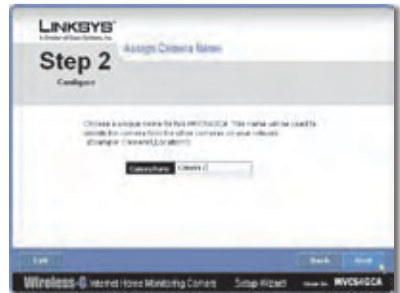 LINKSYS
A Division of Cisco Systems, Inc.
Step 2
Assign Camera Name
Configure
Choose a unique name for this WVC54GCA. This name will be used to
identify the camera from the other cameras on your network.
(Example: Camera1, Location1)
Camera Name
Exit
Back
Next
Wireless-G Internet Home Monitoring Camera
Setup Wizard
WVC54GCA